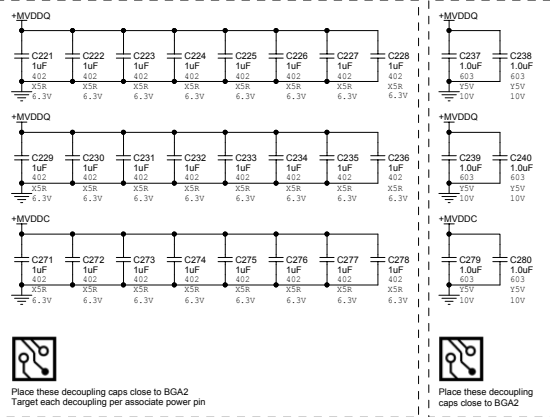 +MVDDQ
C221 C222 C223 C224 C225 C226 C227 C228
1uF 1uF 1uF 1uF 1uF 1uF 1uF 1uF
402 402 402 402 402 402 402 402
X5R X5R X5R X5R X5R X5R X5R X5R
6.3V 6.3V 6.3V 6.3V 6.3V 6.3V 6.3V 6.3V
+MVDDQ
C229 C230 C231 C232 C233 C234 C235 C236
1uF 1uF 1uF 1uF 1uF 1uF 1uF 1uF
402 402 402 402 402 402 402 402
X5R X5R X5R X5R X5R X5R X5R X5R
6.3V 6.3V 6.3V 6.3V 6.3V 6.3V 6.3V 6.3V
+MVDDC
C271 C272 C273 C274 C275 C276 C277 C278
1uF 1uF 1uF 1uF 1uF 1uF 1uF 1uF
402 402 402 402 402 402 402 402
X5R X5R X5R X5R X5R X5R X5R X5R
6.3V 6.3V 6.3V 6.3V 6.3V 6.3V 6.3V 6.3V
Place these decoupling caps close to BGA2
Target each decoupling per associate power pin
+MVDDQ
C237 C238
1.0uF 1.0uF
603 603
Y5V Y5V
10V 10V
+MVDDQ
C239 C240
1.0uF 1.0uF
603 603
Y5V Y5V
10V 10V
+MVDDC
C279 C280
1.0uF 1.0uF
603 603
Y5V Y5V
10V 10V
Place these decoupling
caps close to BGA2